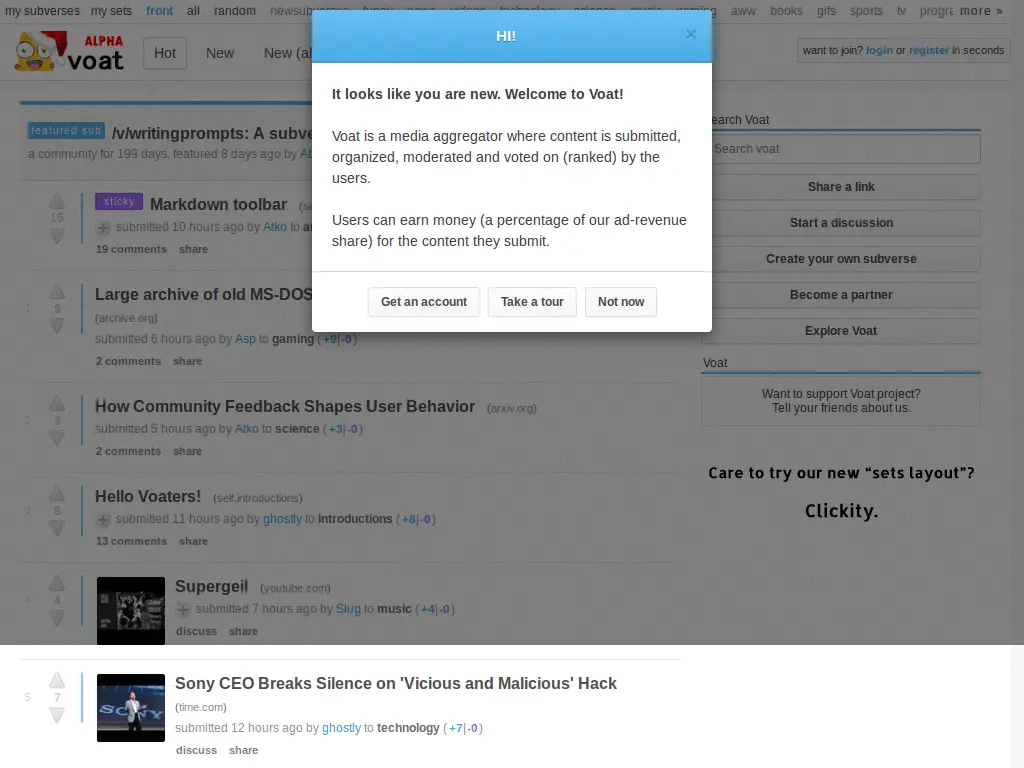 my subverses my sets front all random newsubverses funny news videos technology science music gaming aww books gifs sports tv progra more »
ALPHA
voat
Hot New New (al
want to join? login or register in seconds
HI!
×
It looks like you are new. Welcome to Voat!
Voat is a media aggregator where content is submitted,
organized, moderated and voted on (ranked) by the
users.
Users can earn money (a percentage of our ad-revenue
share) for the content they submit.
Get an account Take a tour Not now
featured sub /v/writingprompts: A subve
a community for 199 days, featured 8 days ago by At
15
sticky Markdown toolbar (se
submitted 10 hours ago by Atko to a
19 comments share
1
9
Large archive of old MS-DOS
(archive.org)
submitted 6 hours ago by Asp to gaming (+9|-0)
2 comments share
2
3
How Community Feedback Shapes User Behavior (arxiv.org)
submitted 5 hours ago by Atko to science (+3|-0)
2 comments share
3
8
Hello Voaters! (self.introductions)
submitted 11 hours ago by ghostly to introductions (+8|-0)
13 comments share
4
4
Supergeil (youtube.com)
submitted 7 hours ago by Slug to music (+4|-0)
discuss share
5
7
SONY
Sony CEO Breaks Silence on 'Vicious and Malicious' Hack
(time.com)
submitted 12 hours ago by ghostly to technology (+7|-0)
discuss share
earch Voat
Search voat
Share a link
Start a discussion
Create your own subverse
Become a partner
Explore Voat
Voat
Want to support Voat project?
Tell your friends about us.
Care to try our new “sets layout”?
Clickity.